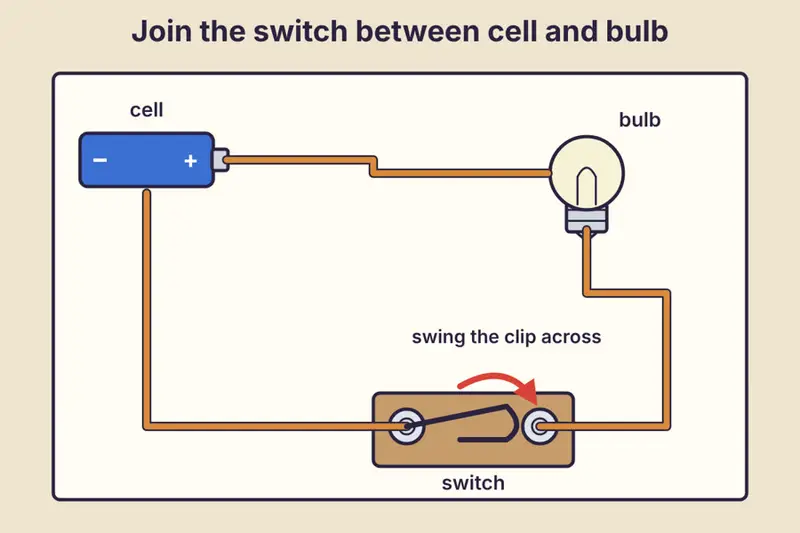 Join the switch between cell and bulb
cell
bulb
− +
swing the clip across
switch